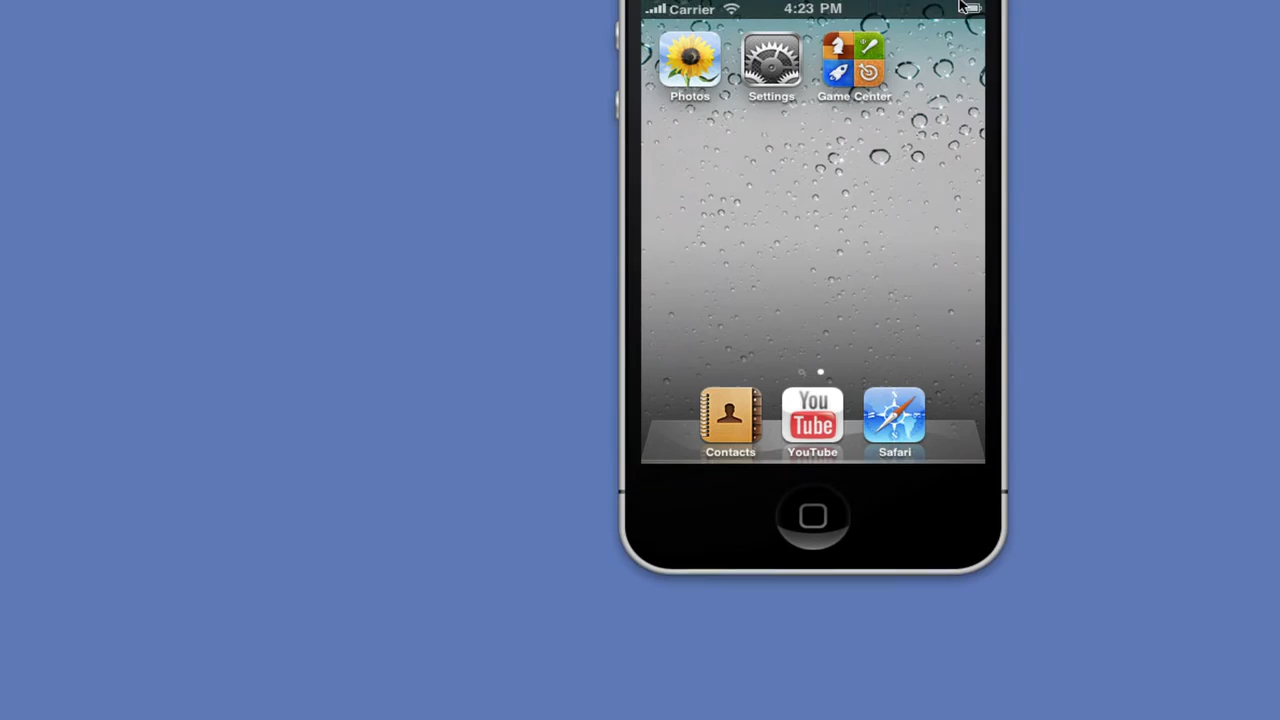 Carrier 4:23 PM
Photos Settings Game Center
You
Tube
Contacts YouTube Safari